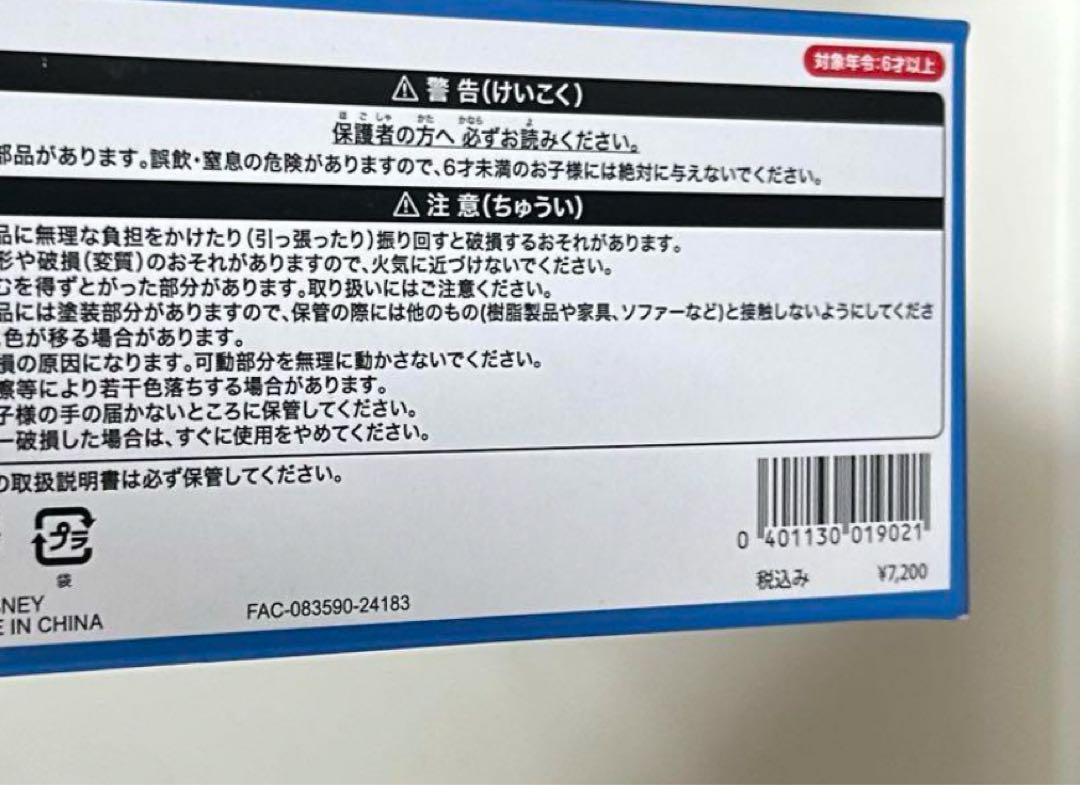 対象年令:6才以上
⚠ 警 告(けいこく)
保護者の方へ 必ずお読みください。
部品があります。誤飲・窒息の危険がありますので、6才未満のお子様には絶対に与えないでください。
⚠ 注 意(ちゅうい)
品に無理な負担をかけたり(引っ張ったり)振り回すと破損するおそれがあります。
形や破損(変質)のおそれがありますので、火気に近づけないでください。
むを得ずとがった部分があります。取り扱いにはご注意ください。
品には塗装部分がありますので、保管の際には他のもの(樹脂製品や家具、ソファーなど)と接触しないようにしてくださ
色が移る場合があります。
損の原因になります。可動部分を無理に動かさないでください。
擦等により若干色落ちする場合があります。
子様の手の届かないところに保管してください。
一破損した場合は、すぐに使用をやめてください。
の取扱説明書は必ず保管してください。
プラ
袋
0 401130 019021
税込み ¥7,200
SNEY
E IN CHINA
FAC-083590-24183